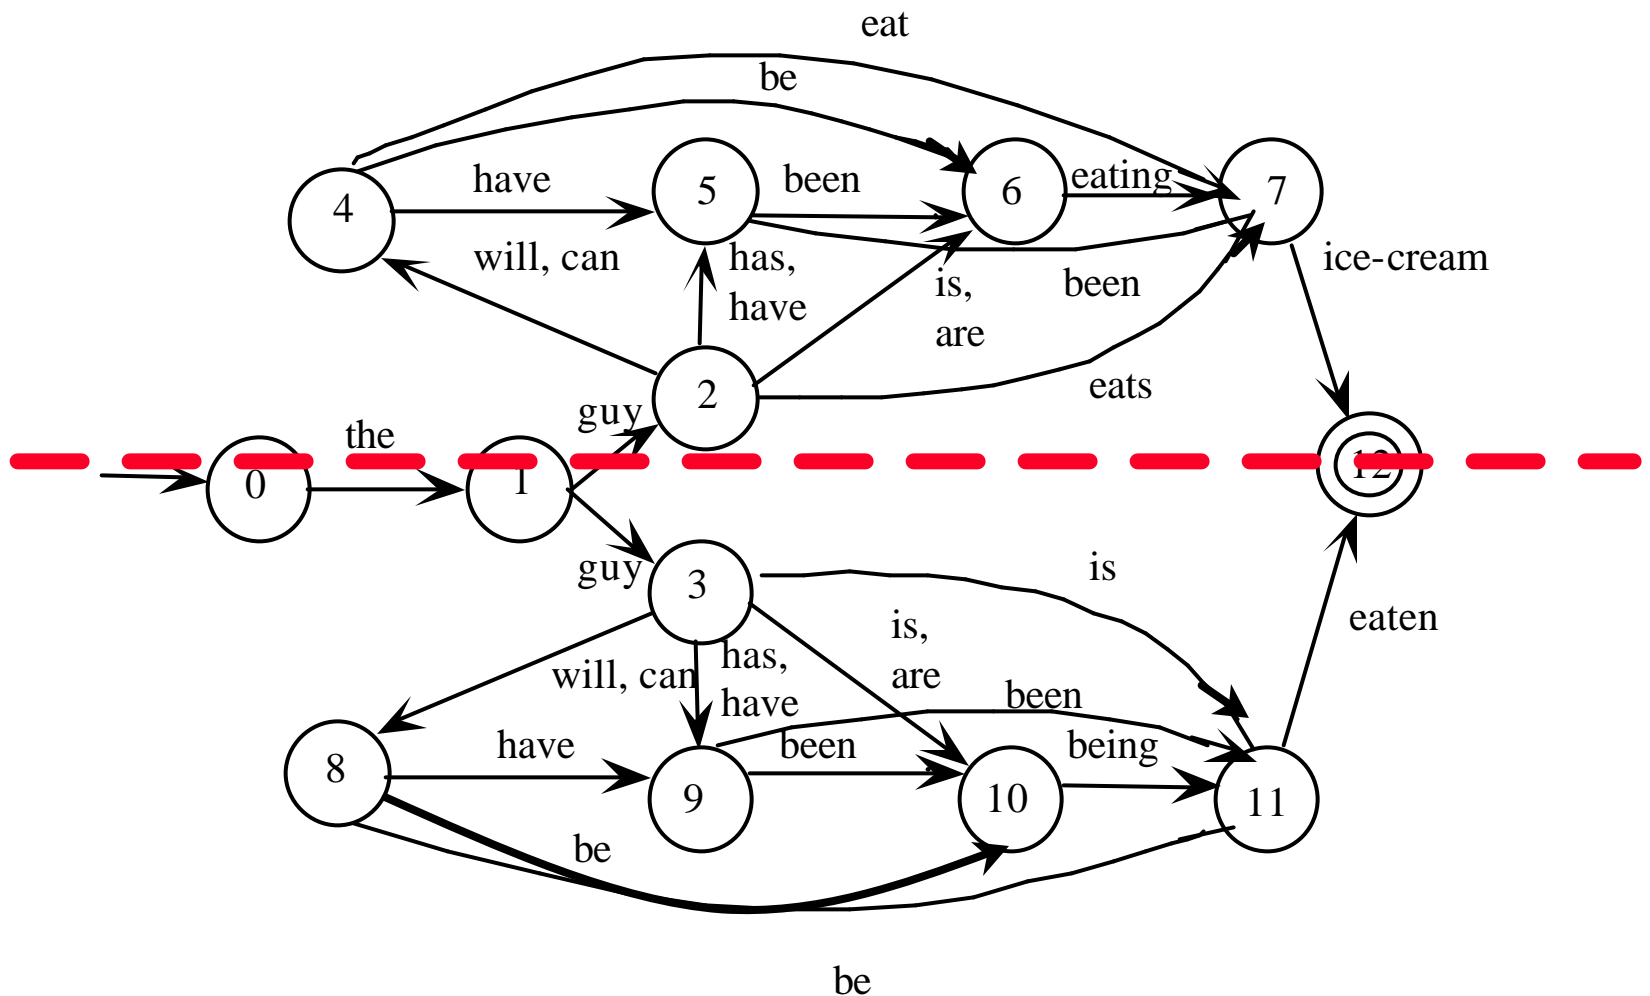 eat
be
have
5
been
6
eating
7
4
will, can
has,
have
is,
are
been
ice-cream
2
eats
guy
the
0
1
12
guy
3
is
is,
are
eaten
will, can
has,
have
been
have
been
being
8
9
10
11
be
be